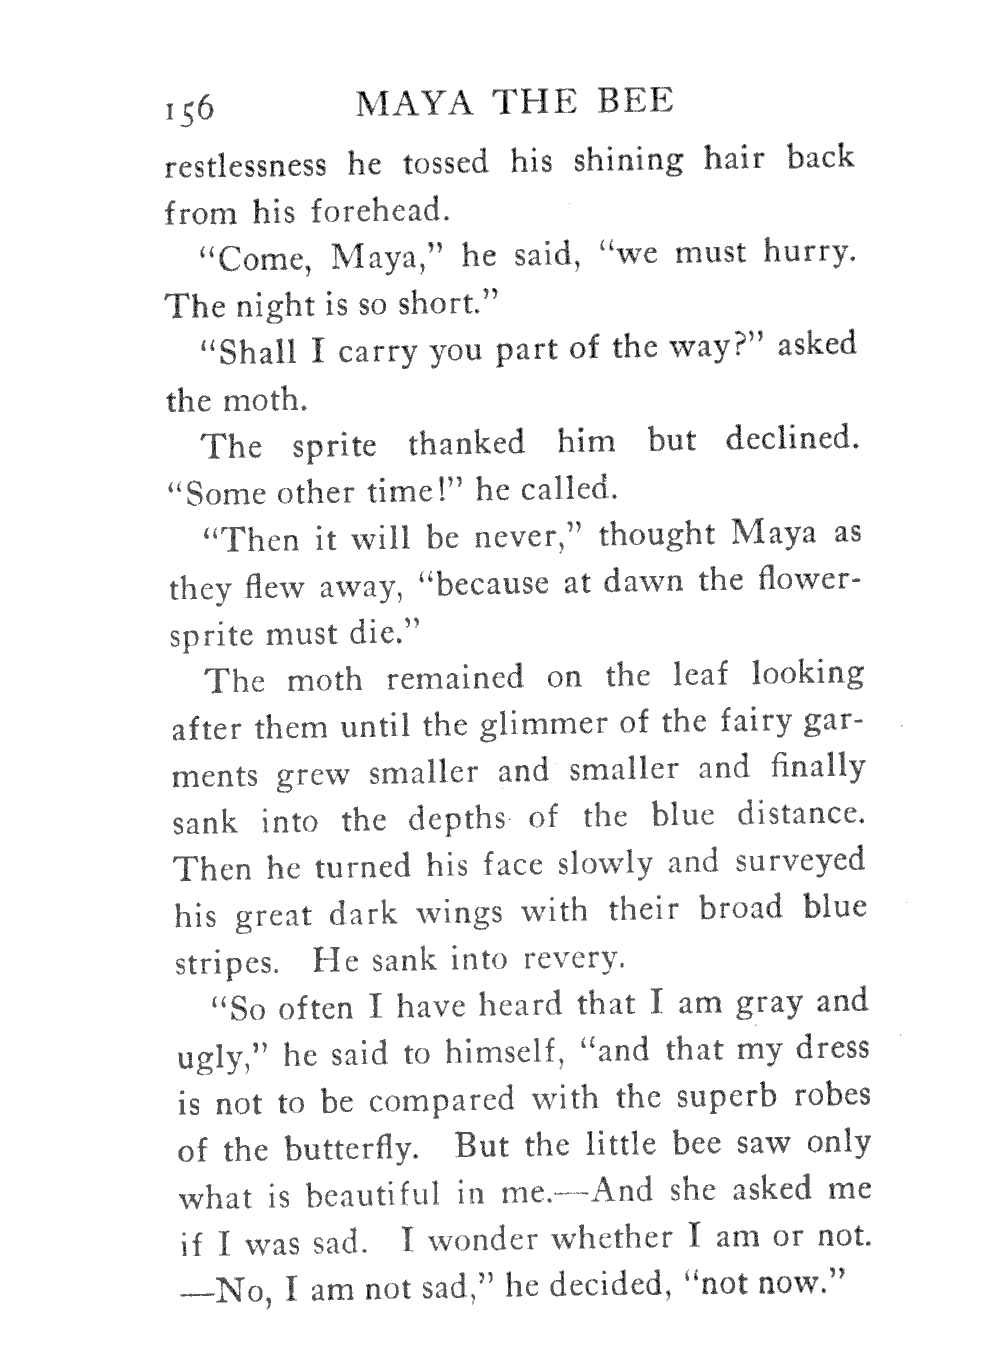 156 MAYA THE BEE
restlessness he tossed his shining hair back
from his forehead.
“Come, Maya,” he said, “we must hurry.
The night is so short.”
“Shall I carry you part of the way?” asked
the moth.
The sprite thanked him but declined.
“Some other time!” he called.
“Then it will be never,” thought Maya as
they flew away, “because at dawn the flower-
sprite must die.”
The moth remained on the leaf looking
after them until the glimmer of the fairy gar-
ments grew smaller and smaller and finally
sank into the depths of the blue distance.
Then he turned his face slowly and surveyed
his great dark wings with their broad blue
stripes. He sank into revery.
“So often I have heard that I am gray and
ugly,” he said to himself, “and that my dress
is not to be compared with the superb robes
of the butterfly. But the little bee saw only
what is beautiful in me.—And she asked me
if I was sad. I wonder whether I am or not.
—No, I am not sad,” he decided, “not now.”